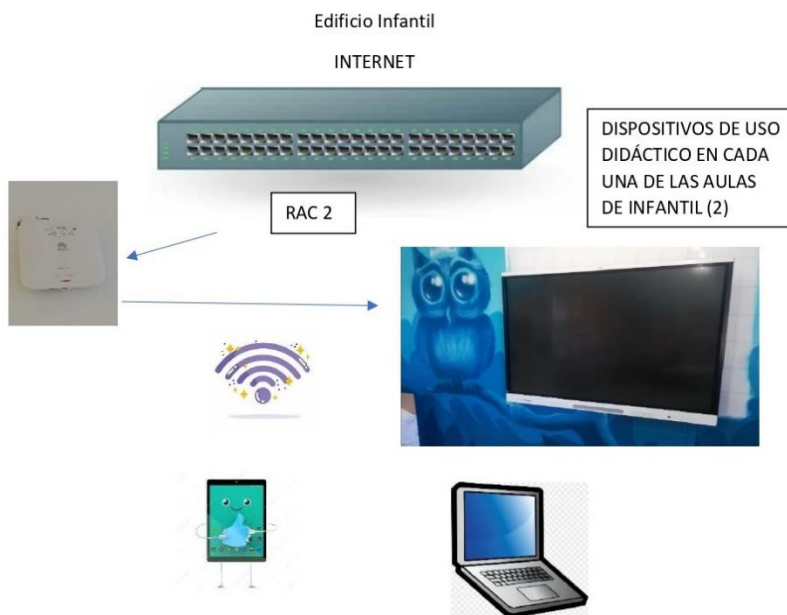 Edificio Infantil
INTERNET
DISPOSITIVOS DE USO
DIDÁCTICO EN CADA
UNA DE LAS AULAS
DE INFANTIL (2)
RAC 2